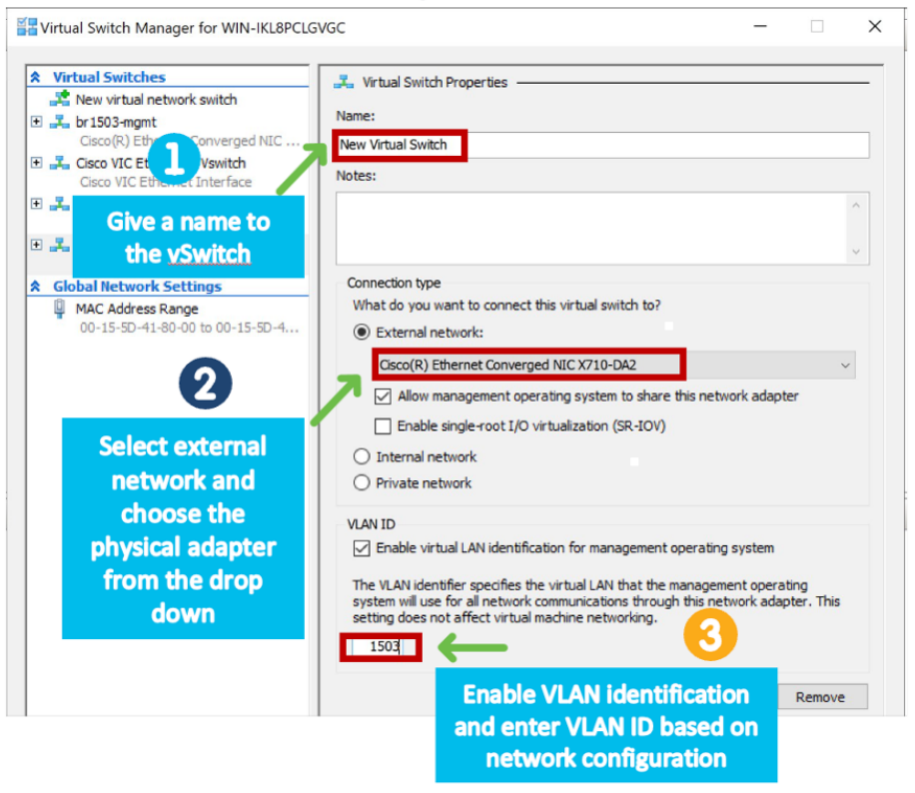 Virtual Switch Manager for WIN-IKL8PCLGVGC
Virtual Switches
New virtual network switch
br1503-mgmt
Cisco(R) Eth Converged NIC ...
Cisco VIC Et Vswitch
Cisco VIC Ethernet Interface
1
Give a name to
the vSwitch
Global Network Settings
MAC Address Range
00-15-5D-41-80-00 to 00-15-5D-4...
2
Select external
network and
choose the
physical adapter
from the drop
down
Virtual Switch Properties
Name:
New Virtual Switch
Notes:
Connection type
What do you want to connect this virtual switch to?
External network:
Cisco(R) Ethernet Converged NIC X710-DA2
Allow management operating system to share this network adapter
Enable single-root I/O virtualization (SR-IOV)
Internal network
Private network
VLAN ID
Enable virtual LAN identification for management operating system
The VLAN identifier specifies the virtual LAN that the management operating
system will use for all network communications through this network adapter. This
setting does not affect virtual machine networking.
1503
3
Enable VLAN identification
and enter VLAN ID based on
network configuration
Remove